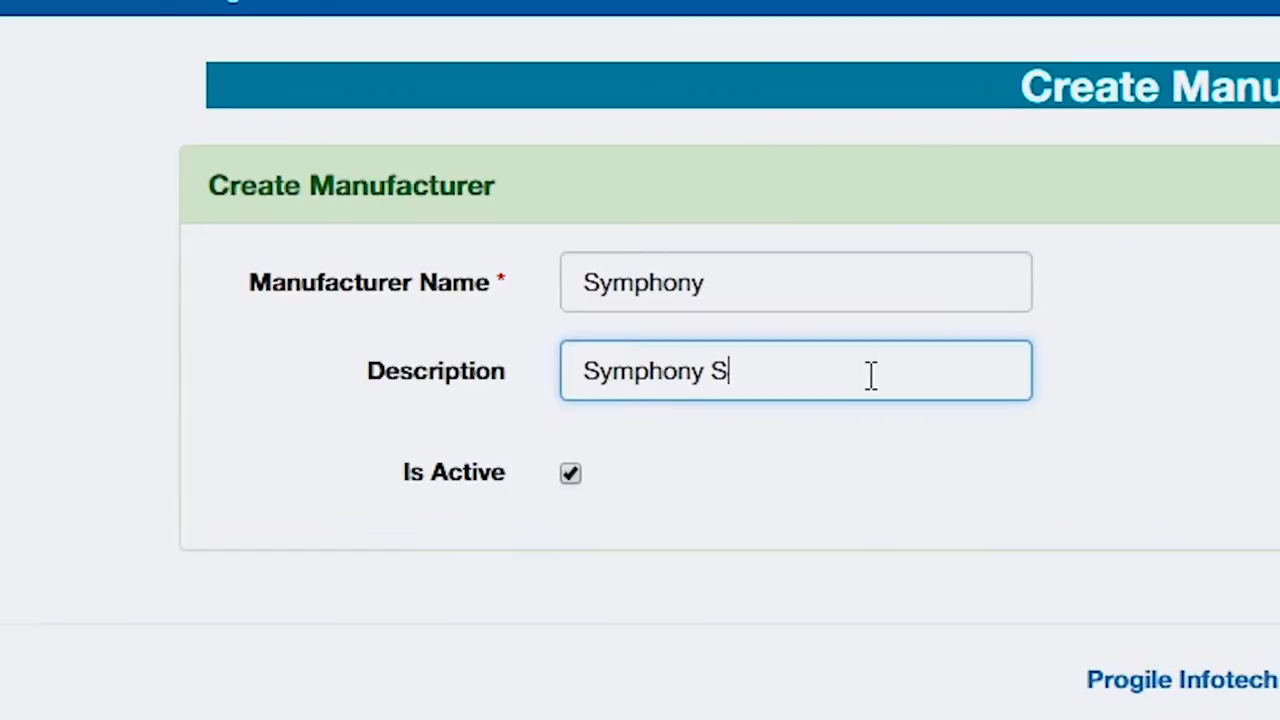 Create Manu
Create Manufacturer
Manufacturer Name *
Symphony
Description
Symphony S
Is Active
Progile Infotech